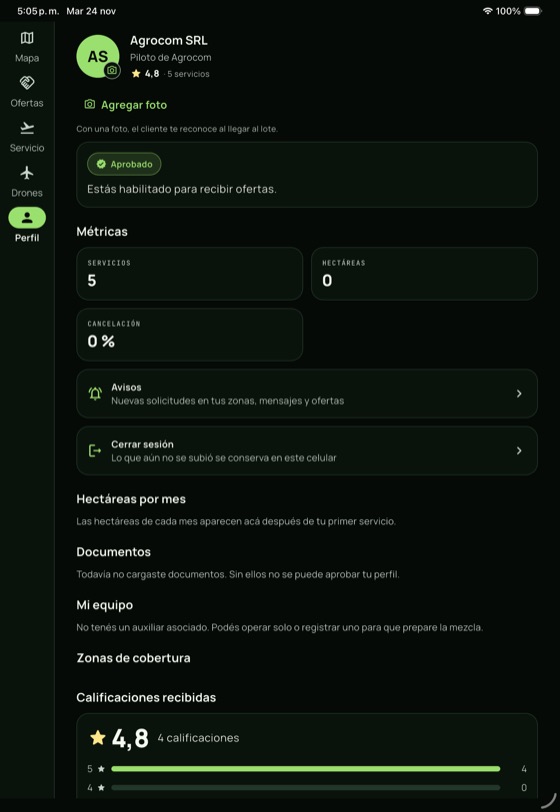 5:05 p. m. Mar 24 nov
100%
Mapa
Ofertas
Servicio
Drones
Perfil
AS
Agrocom SRL
Piloto de Agrocom
4,8 · 5 servicios
Agregar foto
Con una foto, el cliente te reconoce al llegar al lote.
Aprobado
Estás habilitado para recibir ofertas.
Métricas
SERVICIOS
5
HECTÁREAS
0
CANCELACIÓN
0 %
Avisos
Nuevas solicitudes en tus zonas, mensajes y ofertas
Cerrar sesión
Lo que aún no se subió se conserva en este celular
Hectáreas por mes
Las hectáreas de cada mes aparecen acá después de tu primer servicio.
Documentos
Todavía no cargaste documentos. Sin ellos no se puede aprobar tu perfil.
Mi equipo
No tenés un auxiliar asociado. Podés operar solo o registrar uno para que prepare la mezcla.
Zonas de cobertura
Calificaciones recibidas
4,8 4 calificaciones
5 4
4 0